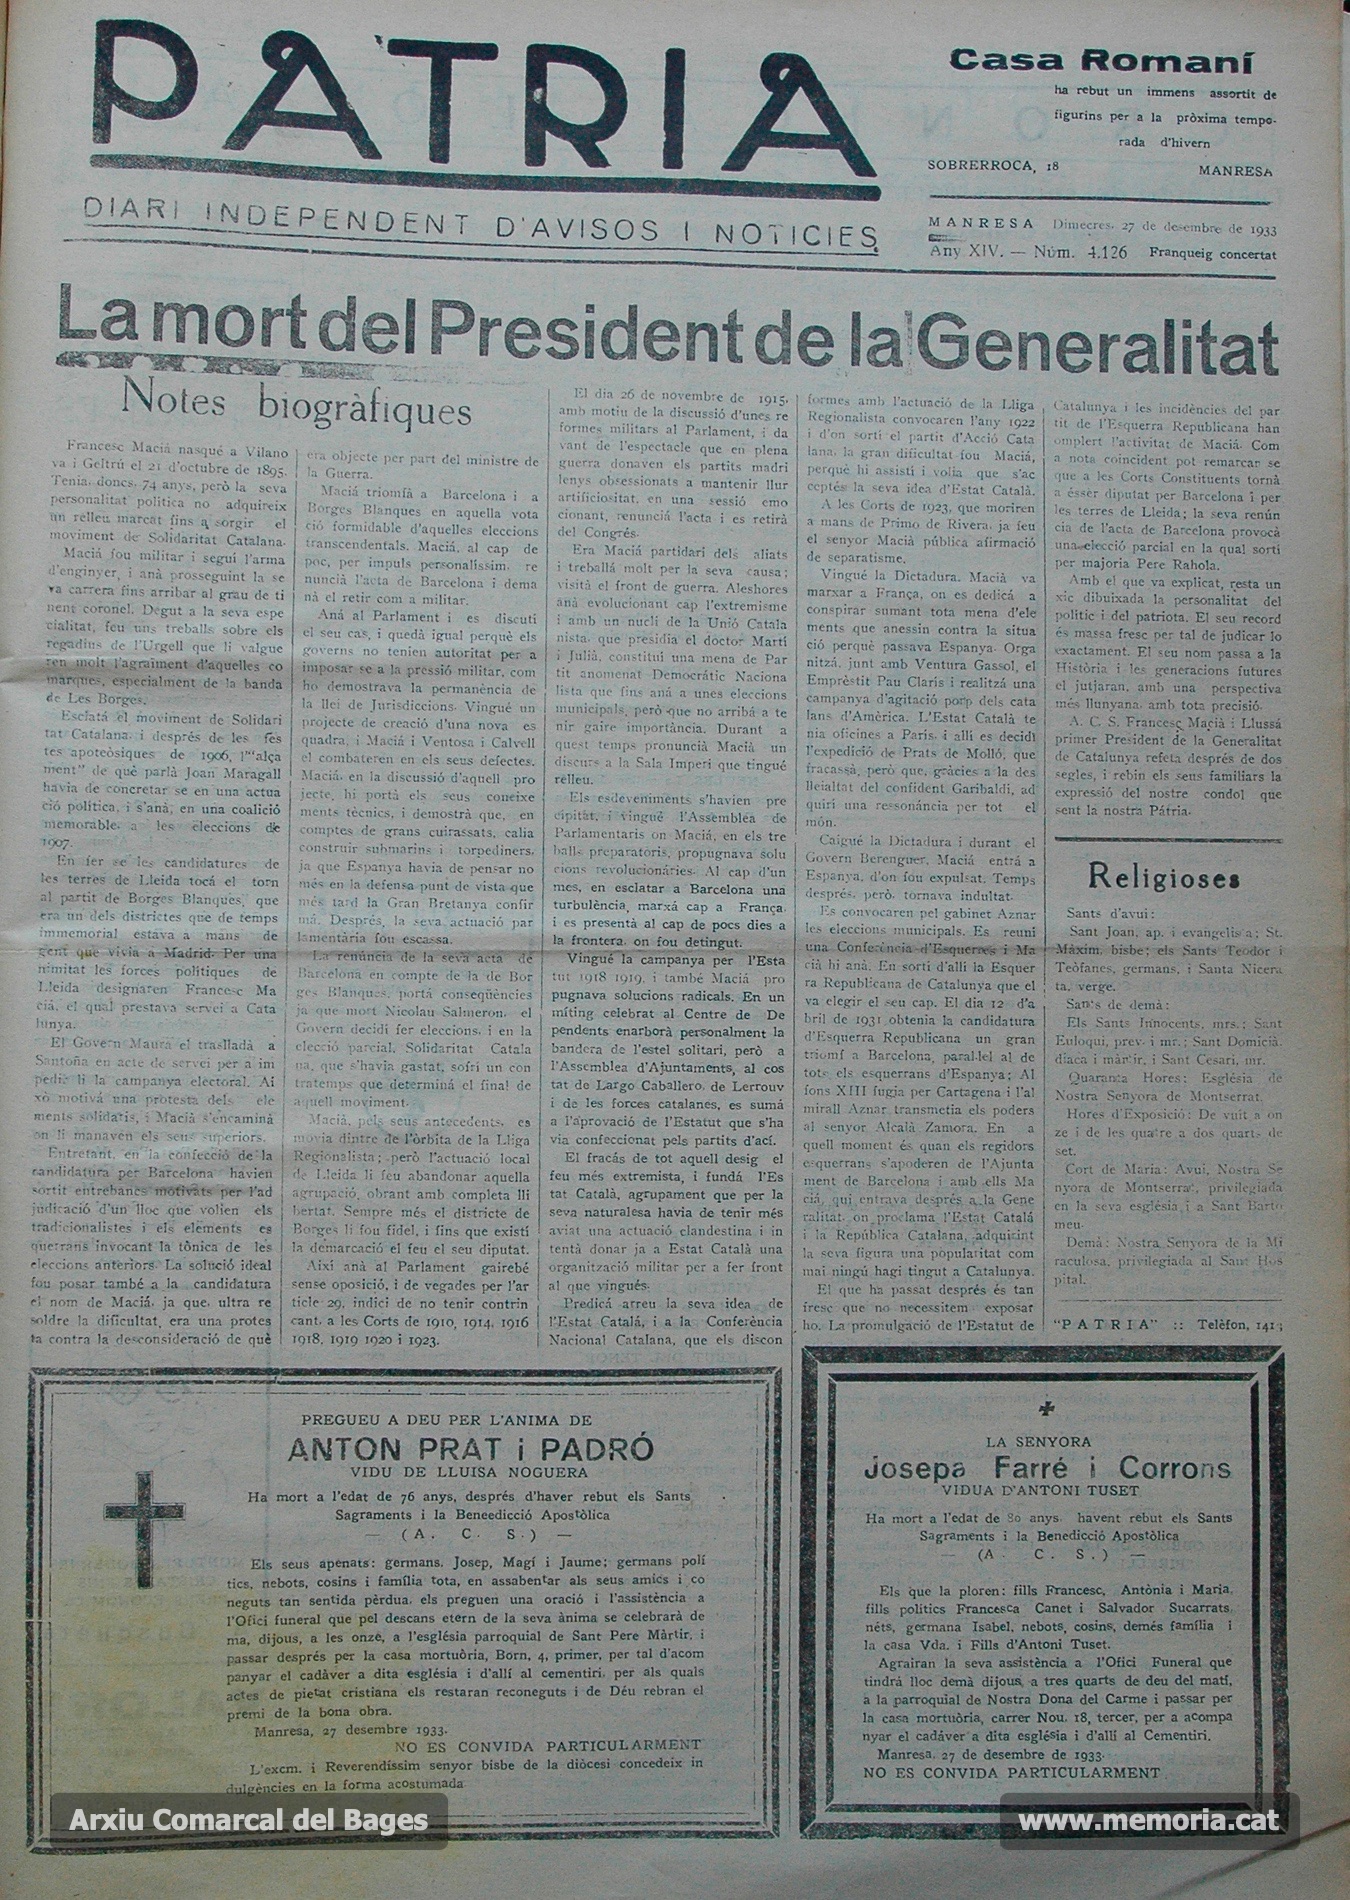 PATRIA
DIARI INDEPENDENT D'AVISOS I NOTICIES
Casa Romaní
ha rebut un immens assortit de
figurins per a la pròxima tempo-
rada d'hivern
SOBRERROCA, 18 MANRESA
MANRESA Dimecres, 27 de desembre de 1933
Any XIV. — Núm. 4.126 Franqueig concertat
La mort del President de la Generalitat
Notes biogràfiques
Francesc Macià nasqué a Vilano
va i Geltrú el 21 d'octubre de 1895.
Tenia, doncs, 74 anys, però la seva
personalitat política no adquireix
un relleu marcat fins a sorgir el
moviment de Solidaritat Catalana.
Macià fou militar i seguí l'arma
d'enginyer, i anà prosseguint la se
va carrera fins arribar al grau de ti
nent coronel. Degut a la seva espe
cialitat, feu uns treballs sobre els
regadius de l'Urgell que li valgue
ren molt l'agraïment d'aquelles co
marques, especialment de la banda
de Les Borges.
Esclatà el moviment de Solidari
tat Catalana, i després de les fes
tes apoteòsiques de 1906, l'"alça
ment" de què parlà Joan Maragall
havia de concretar se en una actua
ció política, i s'anà, en una coalició
memorable, a les eleccions de
1907.
En fer se les candidatures de
les terres de Lleida tocà el torn
al partit de Borges Blanques, que
era un dels districtes que de temps
immemorial estava a mans de
gent que vivia a Madrid. Per una
nimitat les forces polítiques de
Lleida designaren Francesc Ma
cià, el qual prestava servei a Cata
lunya.
El Govern Maura el traslladà a
Santoña en acte de servei per a im
pedir li la campanya electoral. Ai
xò motivà una protesta dels ele
ments solidaris, i Macià s'encaminà
on li manaven els seus superiors.
Entretant, en la confecció de la
candidatura per Barcelona havien
sortit entrebancs motivats per l'ad
judicació d'un lloc que volien els
tradicionalistes i els elements es
querrans invocant la tònica de les
eleccions anteriors. La solució ideal
fou posar també a la candidatura
el nom de Macià, ja que, ultra re
soldre la dificultat, era una protes
ta contra la desconsideració de què
era objecte per part del ministre de
la Guerra.
Macià triomfà a Barcelona i a
Borges Blanques en aquella vota
ció formidable d'aquelles eleccions
transcendentals. Macià, al cap de
poc, per impuls personalíssim, re
nuncià l'acta de Barcelona i dema
nà el retir com a militar.
Anà al Parlament i es discutí
el seu cas, i quedà igual perquè els
governs no tenien autoritat per a
imposar se a la pressió militar, com
ho demostrava la permanència de
la llei de Jurisdiccions. Vingué un
projecte de creació d'una nova es
quadra, i Macià i Ventosa i Calvell
el combateren en els seus defectes.
Macià, en la discussió d'aquell pro
jecte, hi portà els seus coneixe
ments tècnics, i demostrà que, en
comptes de grans cuirassats, calia
construir submarins i torpediners,
ja que Espanya havia de pensar no
més en la defensa punt de vista que
més tard la Gran Bretanya confir
mà. Després, la seva actuació par
lamentària fou escassa.
La renúncia de la seva acta de
Barcelona en compte de la de Bor
ges Blanques, portà conseqüències
ja que mort Nicolau Salmeron, el
Govern decidí fer eleccions, i en la
elecció parcial, Solidaritat Catala
na, que s'havia gastat, sofrí un con
tratemps que determinà el final de
aquell moviment.
Macià, pels seus antecedents, es
movia dintre de l'òrbita de la Lliga
Regionalista; però l'actuació local
de Lleida li feu abandonar aquella
agrupació, obrant amb completa lli
bertat. Sempre més el districte de
Borges li fou fidel, i fins que existí
la demarcació el feu el seu diputat.
Així anà al Parlament gairebé
sense oposició, i de vegades per l'ar
ticle 29, indici de no tenir contrin
cant, a les Corts de 1910, 1914, 1916
1918, 1919 1920 i 1923.
El dia 26 de novembre de 1915,
amb motiu de la discussió d'unes re
formes militars al Parlament, i da
vant de l'espectacle que en plena
guerra donaven els partits madri
lenys obsessionats a mantenir llur
artificiositat, en una sessió emo
cionant, renuncià l'acta i es retirà
del Congrés.
Era Macià partidari dels aliats
i treballà molt per la seva causa;
visità el front de guerra. Aleshores
anà evolucionant cap l'extremisme
i amb un nucli de la Unió Catala
nista, que presidia el doctor Martí
i Julià, constituí una mena de Par
tit anomenat Democràtic Naciona
lista que fins anà a unes eleccions
municipals, però que no arribà a te
nir gaire importància. Durant a
quest temps pronuncià Macià un
discurs a la Sala Imperi que tingué
relleu.
Els esdeveniments s'havien pre
cipitat, i vingué l'Assemblea de
Parlamentaris on Macià, en els tre
balls preparatoris, propugnava solu
cions revolucionàries. Al cap d'un
mes, en esclatar a Barcelona una
turbulència, marxà cap a França,
i es presentà al cap de pocs dies a
la frontera, on fou detingut.
Vingué la campanya per l'Esta
tut 1918 1919, i també Macià pro
pugnava solucions radicals. En un
míting celebrat al Centre de De
pendents enarborà personalment la
bandera de l'estel solitari, però a
l'Assemblea d'Ajuntaments, al cos
tat de Largo Caballero, de Lerroux
i de les forces catalanes, es sumà
a l'aprovació de l'Estatut que s'ha
via confeccionat pels partits d'ací.
El fracàs de tot aquell desig el
feu més extremista, i fundà l'Es
tat Català, agrupament que per la
seva naturalesa havia de tenir més
aviat una actuació clandestina i in
tentà donar ja a Estat Català una
organització militar per a fer front
al que vingués.
Predicà arreu la seva idea de
l'Estat Català, i a la Conferència
Nacional Catalana, que els discon
formes amb l'actuació de la Lliga
Regionalista convocaren l'any 1922
i d'on sortí el partit d'Acció Cata
lana, la gran dificultat fou Macià,
perquè hi assistí i volia que s'ac
ceptés la seva idea d'Estat Català.
A les Corts de 1923, que moriren
a mans de Primo de Rivera, ja feu
el senyor Macià pública afirmació
de separatisme.
Vingué la Dictadura. Macià va
marxar a França, on es dedicà a
conspirar sumant tota mena d'ele
ments que anessin contra la situa
ció perquè passava Espanya. Orga
nitzà, junt amb Ventura Gassol, el
Emprèstit Pau Claris i realitzà una
campanya d'agitació porp dels cata
lans d'Amèrica. L'Estat Català te
nia oficines a París, i allí es decidí
l'expedició de Prats de Molló, que
fracassà, però que, gràcies a la des
lleialtat del confident Garibaldi, ad
quirí una ressonància per tot el
món.
Caigué la Dictadura i durant el
Govern Berenguer, Macià entrà a
Espanya, d'on fou expulsat. Temps
després, però, tornava indultat.
Es convocaren pel gabinet Aznar
les eleccions municipals. Es reuní
una Conferència d'Esquerres i Ma
cià hi anà. En sortí d'allí la Esquer
ra Republicana de Catalunya que el
va elegir el seu cap. El dia 12 d'a
bril de 1931 obtenia la candidatura
d'Esquerra Republicana un gran
triomf a Barcelona, paral.lel al de
tots els esquerrans d'Espanya; Al
fons XIII fugia per Cartagena i l'al
mirall Aznar transmetia els poders
al senyor Alcalà Zamora. En a
quell moment és quan els regidors
esquerrans s'apoderen de l'Ajunta
ment de Barcelona i amb ells Ma
cià, qui entrava després a la Gene
ralitat, on proclama l'Estat Català
i la República Catalana, adquirint
la seva figura una popularitat com
mai ningú hagi tingut a Catalunya.
El que ha passat després és tan
fresc que no necessitem exposar
ho. La promulgació de l'Estatut de
Catalunya i les incidències del par
tit de l'Esquerra Republicana han
omplert l'activitat de Macià. Com
a nota coincident pot remarcar se
que a les Corts Constituents tornà
a ésser diputat per Barcelona i per
les terres de Lleida; la seva renún
cia de l'acta de Barcelona provocà
una elecció parcial en la qual sortí
per majoria Pere Rahola.
Amb el que va explicat, resta un
xic dibuixada la personalitat del
polític i del patriota. El seu record
és massa fresc per tal de judicar lo
exactament. El seu nom passa a la
Història i les generacions futures
el jutjaran, amb una perspectiva
més llunyana, amb tota precisió.
A. C. S. Francesc Macià i Llussá
primer President de la Generalitat
de Catalunya refeta després de dos
segles, i rebin els seus familiars la
expressió del nostre condol que
sent la nostra Pàtria.
Religioses
Sants d'avui:
Sant Joan, ap. i evangelis a; St.
Màxim, bisbe; els Sants Teodor i
Teòfanes, germans, i Santa Nicera
ta, verge.
Sants de demà:
Els Sants Innocents, mrs.; Sant
Euloqui, prev. i mr.; Sant Domicià,
diaca i màrtir, i Sant Cesari, mr.
Quaranta Hores: Església de
Nostra Senyora de Montserrat.
Hores d'Exposició: De vuit a on
ze i de les quatre a dos quarts de
set.
Cort de Maria: Avui, Nostra Se
nyora de Montserrat, privilegiada
en la seva església i a Sant Barto
meu.
Demà: Nostra Senyora de la Mi
raculosa, privilegiada al Sant Hos
pital.
"PATRIA" :: Telèfon, 141;
PREGUEU A DEU PER L'ANIMA DE
ANTON PRAT i PADRÓ
VIDU DE LLUISA NOGUERA
Ha mort a l'edat de 76 anys, després d'haver rebut els Sants
Sagraments i la Beneedicció Apostòlica
— (A. C. S.) —
Els seus apenats: germans, Josep, Magí i Jaume; germans polí
tics, nebots, cosins i família tota, en assabentar als seus amics i co
neguts tan sentida pèrdua, els preguen una oració i l'assistència a
l'Ofici funeral que pel descans etern de la seva ànima se celebrarà de
ma, dijous, a les onze, a l'església parroquial de Sant Pere Màrtir, i
passar després per la casa mortuòria, Born, 4, primer, per tal d'acom
panyar el cadàver a dita església i d'allí al cementiri, per als quals
actes de pietat cristiana els restaran reconeguts i de Déu rebran el
premi de la bona obra.
Manresa, 27 desembre 1933.
NO ES CONVIDA PARTICULARMENT
L'excm. i Reverendíssim senyor bisbe de la diòcesi concedeix in
dulgències en la forma acostumada
LA SENYORA
Josepa Farré i Corrons
VIDUA D'ANTONI TUSET
Ha mort a l'edat de 80 anys, havent rebut els Sants
Sagraments i la Benedicció Apostòlica
— (A. C. S.) —
Els que la ploren: fills Francesc, Antònia i Maria,
fills polítics Francesca Canet i Salvador Sucarrats,
néts, germana Isabel, nebots, cosins, demés família i
la casa Vda. i Fills d'Antoni Tuset.
Agrairan la seva assistència a l'Ofici Funeral que
tindrà lloc demà dijous, a tres quarts de deu del matí,
a la parroquial de Nostra Dona del Carme i passar per
la casa mortuòria, carrer Nou, 18, tercer, per a acompa
nyar el cadàver a dita església i d'allí al Cementiri.
Manresa, 27 de desembre de 1933.
NO ES CONVIDA PARTICULARMENT
Arxiu Comarcal del Bages
www.memoria.cat